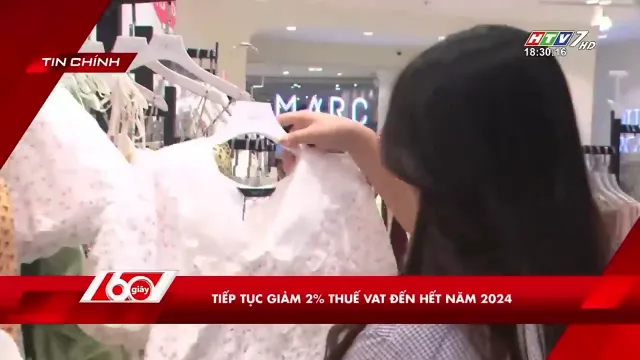 TIN CHÍNH
HTV7 HD
18:30:16
MARC
60 giây
TIẾP TỤC GIẢM 2% THUẾ VAT ĐẾN HẾT NĂM 2024